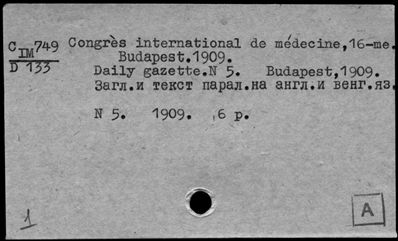 C IM 749
D 133
Congrès international de médecine,16-me.
Budapest.1909.
Daily gazette.N 5. Budapest,1909.
Загл.и текст парал.на англ.и венг.яз.
N 5. 1909. 6 p.
1
A